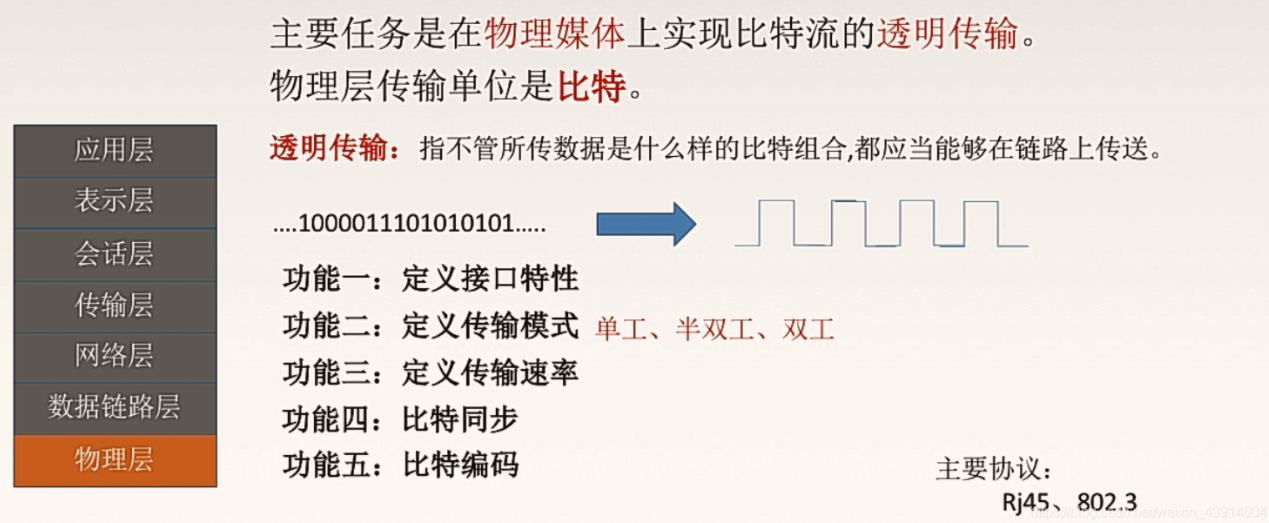 主要任务是在物理媒体上实现比特流的透明传输。
物理层传输单位是比特。
应用层
表示层
会话层
传输层
网络层
数据链路层
物理层
透明传输：指不管所传数据是什么样的比特组合,都应当能够在链路上传送。
....1000011101010101.....
功能一：定义接口特性
功能二：定义传输模式 单工、半双工、双工
功能三：定义传输速率
功能四：比特同步
功能五：比特编码
主要协议：
Rj45、802.3